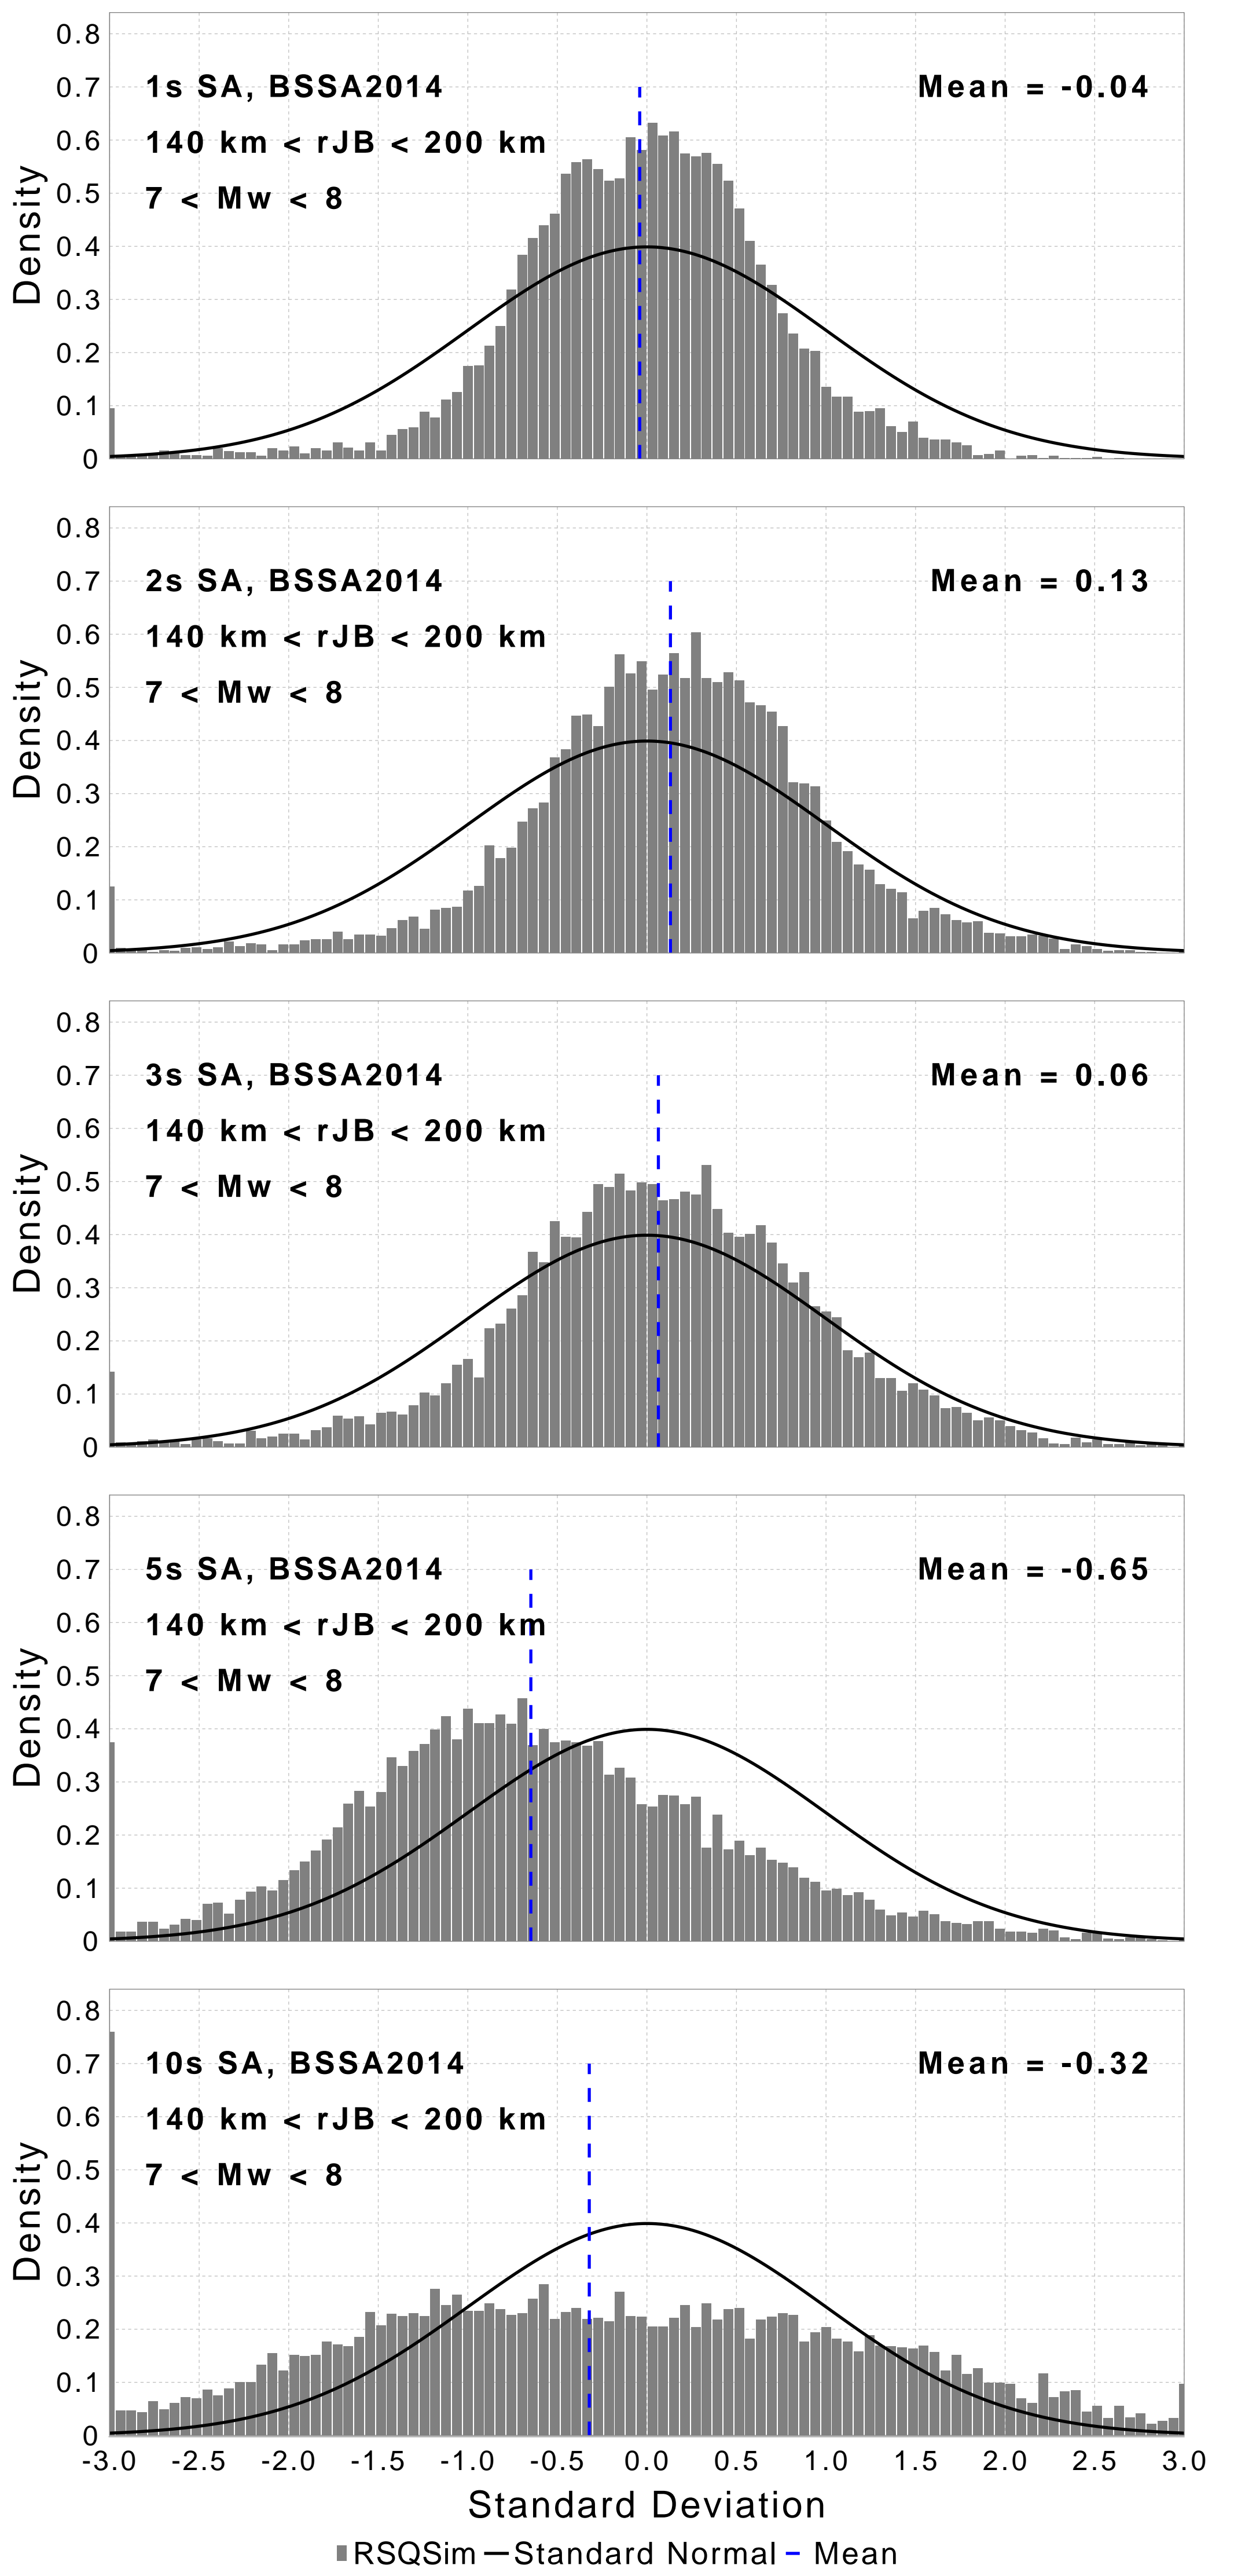 0.8
0.7
0.6
0.5
0.4
0.3
0.2
0.1
0
Density
1s SA, BSSA2014
140 km < rJB < 200 km
7 < Mw < 8
Mean = -0.04
0.8
0.7
0.6
0.5
0.4
0.3
0.2
0.1
0
Density
2s SA, BSSA2014
140 km < rJB < 200 km
7 < Mw < 8
Mean = 0.13
0.8
0.7
0.6
0.5
0.4
0.3
0.2
0.1
0
Density
3s SA, BSSA2014
140 km < rJB < 200 km
7 < Mw < 8
Mean = 0.06
0.8
0.7
0.6
0.5
0.4
0.3
0.2
0.1
0
Density
5s SA, BSSA2014
140 km < rJB < 200 km
7 < Mw < 8
Mean = -0.65
0.8
0.7
0.6
0.5
0.4
0.3
0.2
0.1
0
Density
10s SA, BSSA2014
140 km < rJB < 200 km
7 < Mw < 8
Mean = -0.32
-3.0 -2.5 -2.0 -1.5 -1.0 -0.5 0.0 0.5 1.0 1.5 2.0 2.5 3.0
Standard Deviation
RSQSim Standard Normal Mean